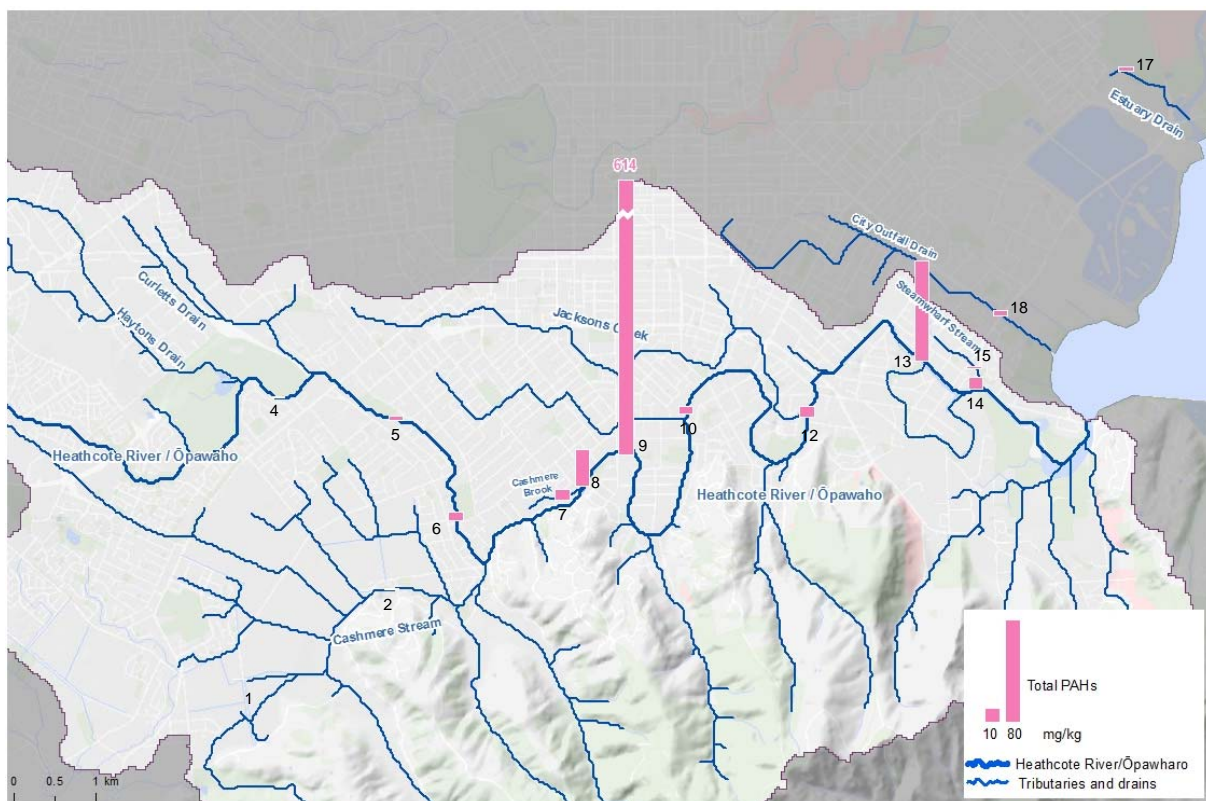 17
Estuary Drain
614
City Outfall Drain
Curletts Drain
Haytons Drain
Jacksons Creek
Steamwharf Stream
18
13
15
14
4
5
10
12
9
Heathcote River / Ōpawaho
Cashmere
Brook
8
7
Heathcote River / Ōpawaho
6
2
Cashmere Stream
1
Total PAHs
10 80 mg/kg
Heathcote River/Ōpawharo
Tributaries and drains
0 0.5 1 km